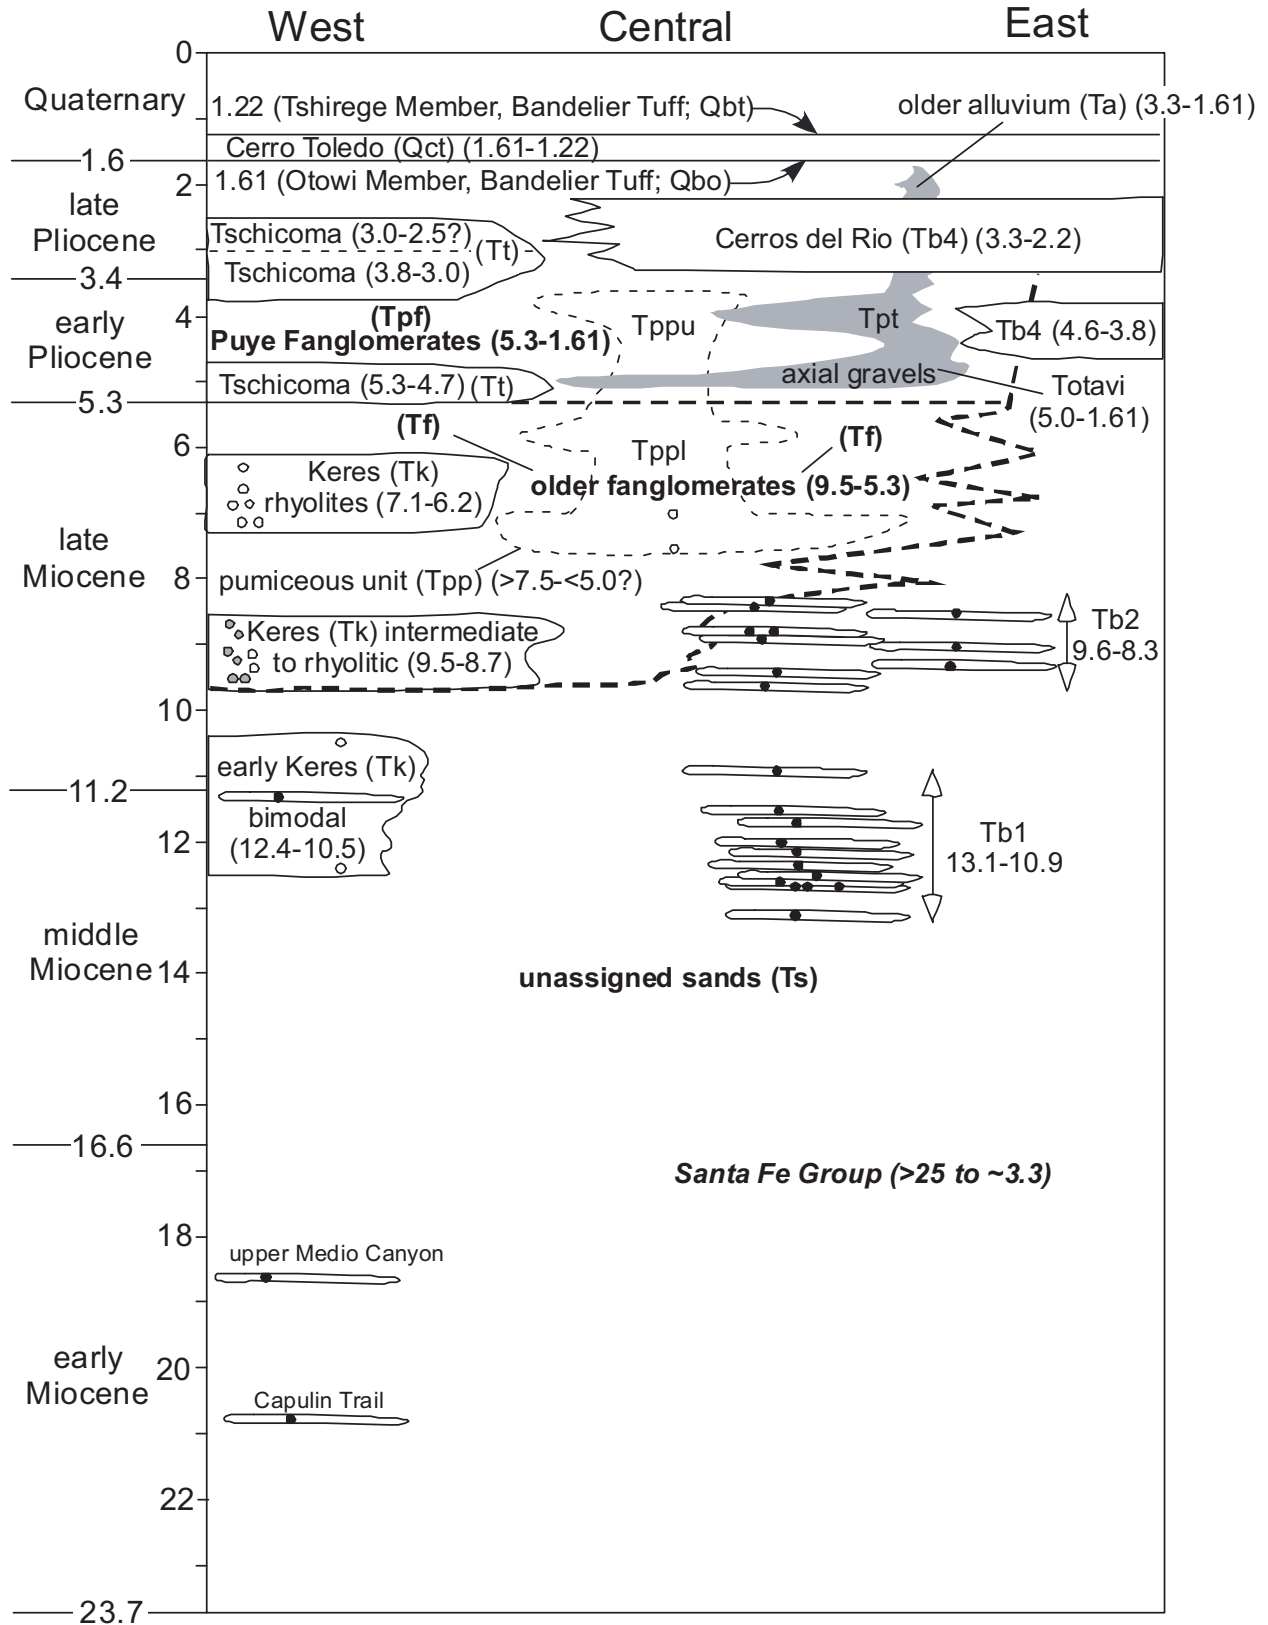 West
Central
East
0
Quaternary
1.22 (Tshirege Member, Bandelier Tuff; Qbt)
older alluvium (Ta) (3.3-1.61)
Cerro Toledo (Qct) (1.61-1.22)
1.6
1.61 (Otowi Member, Bandelier Tuff; Qbo)
2
late
Pliocene
Tschicoma (3.0-2.5?)
(Tt)
Tschicoma (3.8-3.0)
Cerros del Rio (Tb4) (3.3-2.2)
3.4
early
Pliocene
4
(Tpf)
Puye Fanglomerates (5.3-1.61)
Tppu
Tpt
Tb4 (4.6-3.8)
axial gravels
Tschicoma (5.3-4.7) (Tt)
Totavi
(5.0-1.61)
5.3
(Tf)
(Tf)
6
Tppl
Keres (Tk)
rhyolites (7.1-6.2)
older fanglomerates (9.5-5.3)
late
Miocene
8
pumiceous unit (Tpp) (>7.5-<5.0?)
Keres (Tk) intermediate
to rhyolitic (9.5-8.7)
Tb2
9.6-8.3
10
early Keres (Tk)
11.2
bimodal
(12.4-10.5)
12
Tb1
13.1-10.9
middle
Miocene
14
unassigned sands (Ts)
16
16.6
Santa Fe Group (>25 to ~3.3)
18
upper Medio Canyon
early
Miocene
20
Capulin Trail
22
23.7